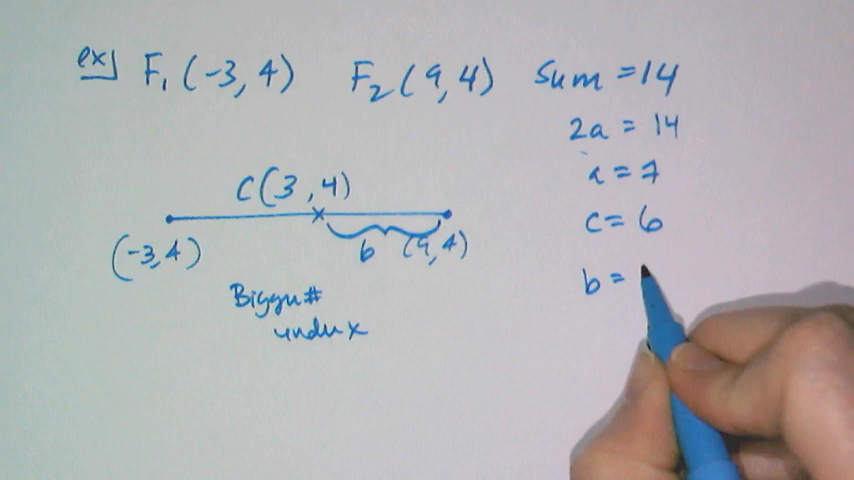 ex] F₁(-3, 4) F₂(9, 4) Sum = 14
2a = 14
a = 7
C(3, 4)
c = 6
(-3, 4) 6 (9, 4)
b =
Bigger #
under x